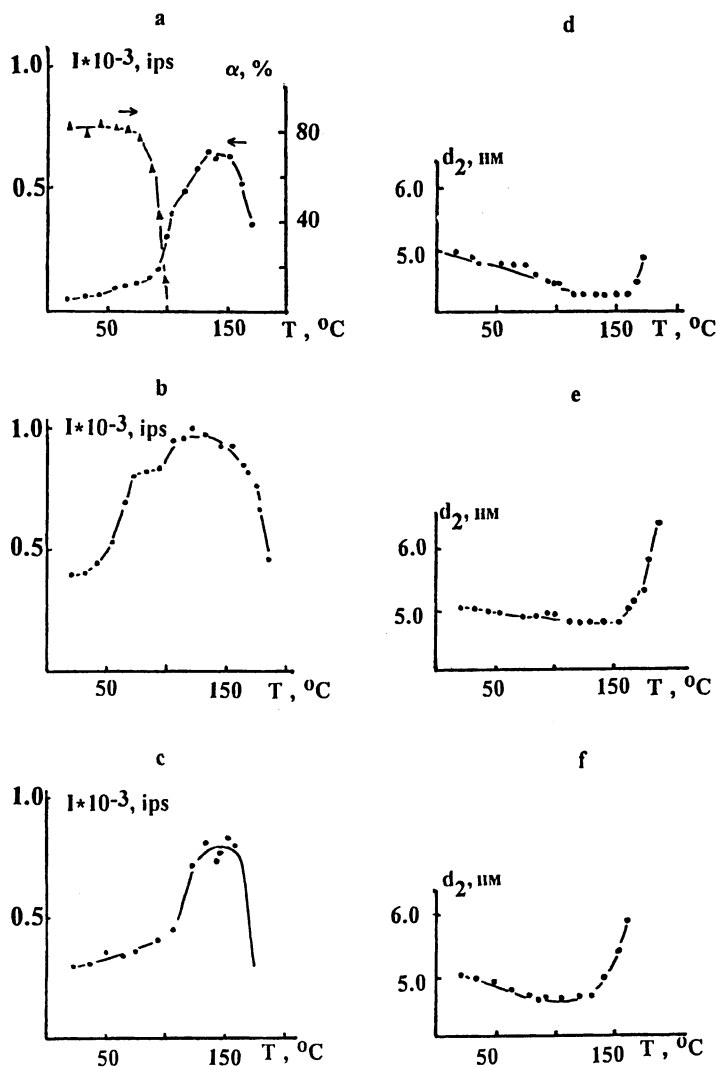 a
I*10-3, ips
α, %
1.0
0.5
80
40
50
150
T, °C
d
d2, нм
6.0
5.0
50
150
T, °C
b
I*10-3, ips
1.0
0.5
50
150
T, °C
e
d2, нм
6.0
5.0
50
150
T, °C
c
I*10-3, ips
1.0
0.5
50
150
T, °C
f
d2, нм
6.0
5.0
50
150
T, °C